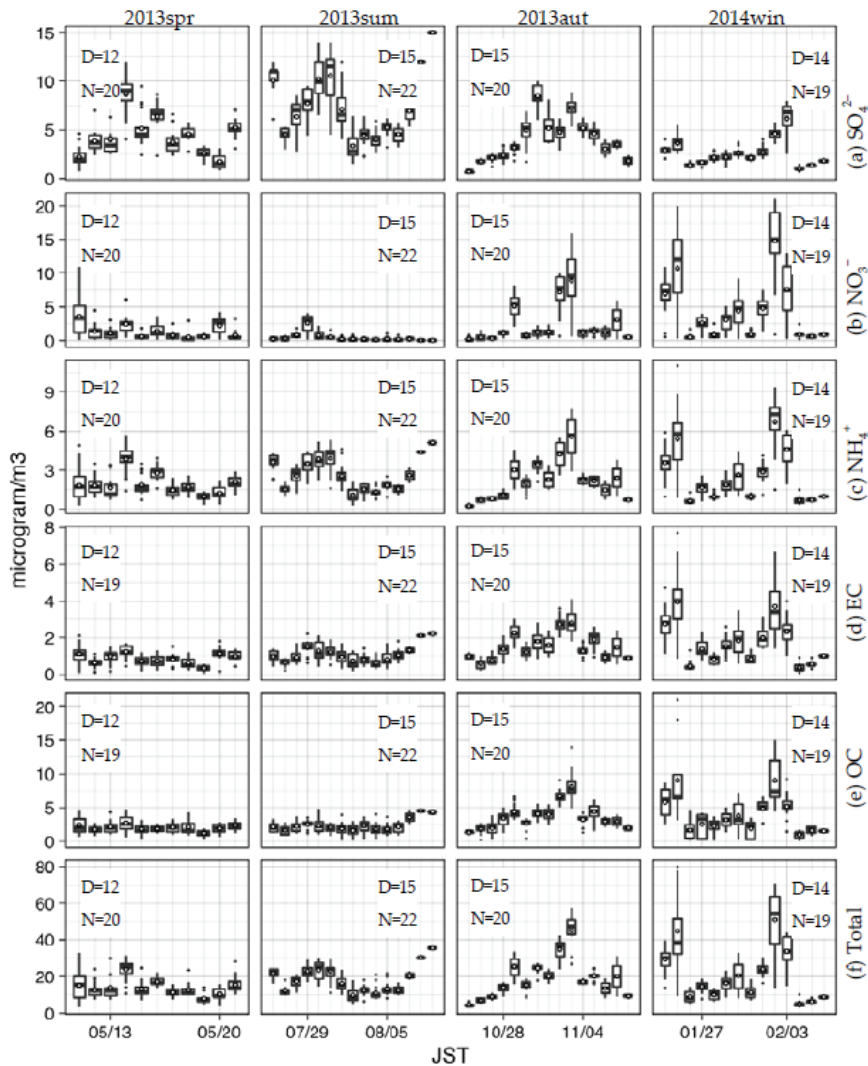 2013spr 2013sum 2013aut 2014win
15 D=12 D=15 D=15 D=14
10 N=20 N=22 N=20 N=19
5
0
(a) SO₄²⁻
20 D=12 D=15 D=15 D=14
15 N=20 N=22 N=20 N=19
10
5
0
(b) NO₃⁻
9 D=12 D=15 D=15 D=14
6 N=20 N=22 N=20 N=19
3
0
(c) NH₄⁺
microgram/m3
8 D=12 D=15 D=15 D=14
6 N=19 N=22 N=20 N=19
4
2
0
(d) EC
20 D=12 D=15 D=15 D=14
15 N=19 N=22 N=20 N=19
10
5
0
(e) OC
80 D=12 D=15 D=15 D=14
60 N=20 N=22 N=20 N=19
40
20
0
(f) Total
05/13 05/20 07/29 08/05 10/28 11/04 01/27 02/03
JST